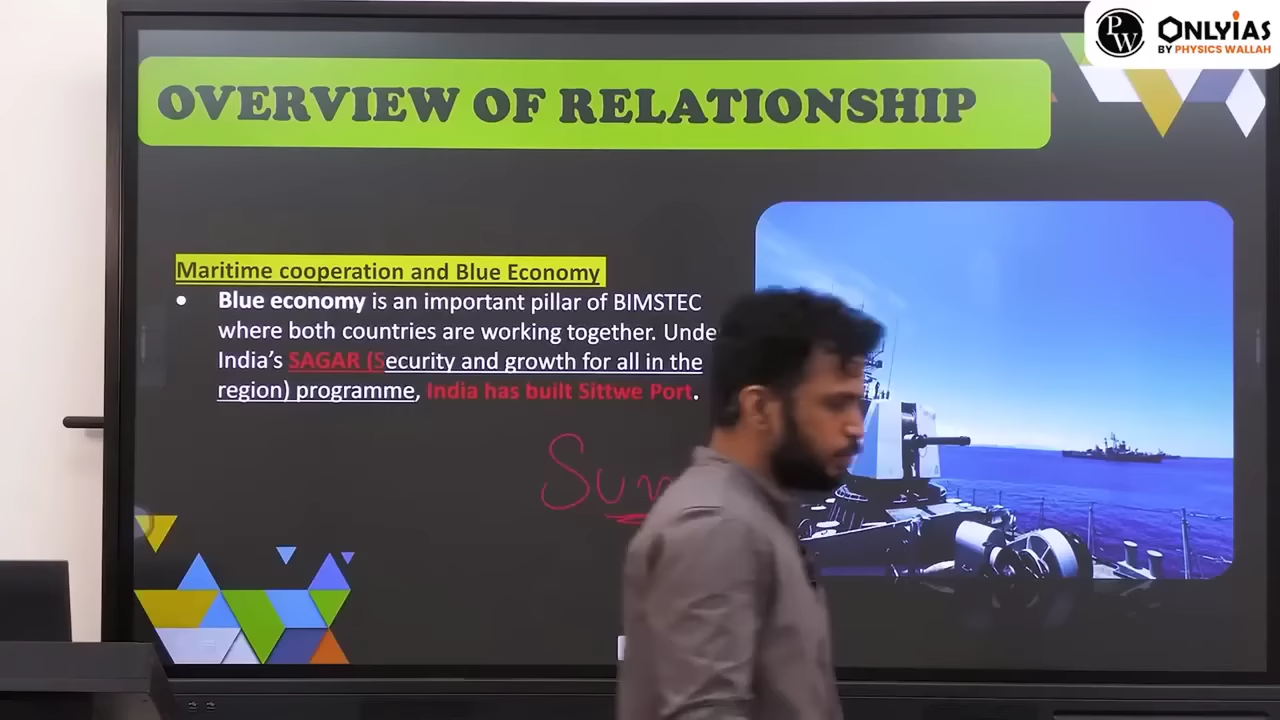 PW
ONLYIAS
BY PHYSICS WALLAH
OVERVIEW OF RELATIONSHIP
Maritime cooperation and Blue Economy
• Blue economy is an important pillar of BIMSTEC
where both countries are working together. Unde
India's SAGAR (Security and growth for all in the
region) programme, India has built Sittwe Port.